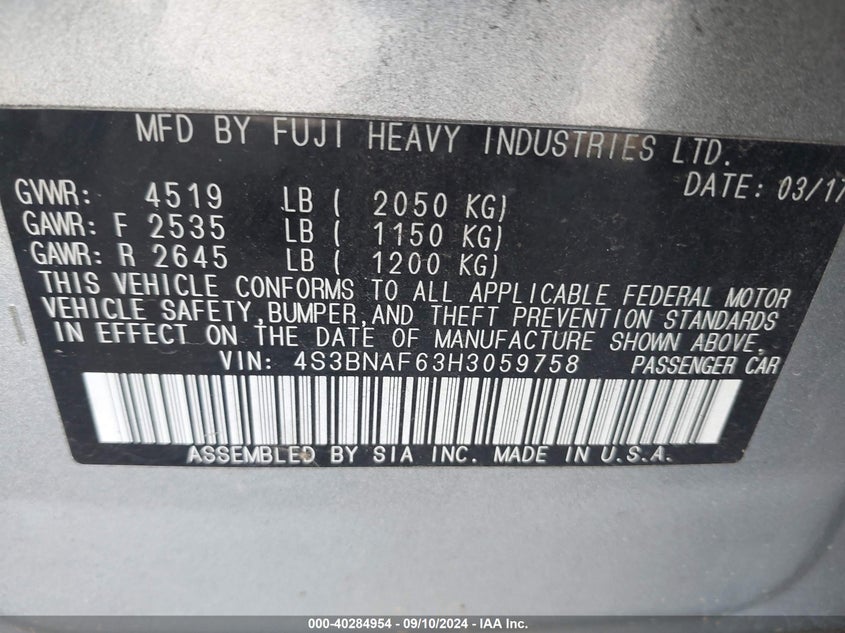 MFD BY FUJI HEAVY INDUSTRIES LTD.
DATE: 03/17
GVWR: 4519 LB ( 2050 KG)
GAWR: F 2535 LB ( 1150 KG)
GAWR: R 2645 LB ( 1200 KG)
THIS VEHICLE CONFORMS TO ALL APPLICABLE FEDERAL MOTOR
VEHICLE SAFETY, BUMPER, AND THEFT PREVENTION STANDARDS
IN EFFECT ON THE DATE OF MANUFACTURE SHOWN ABOVE.
VIN: 4S3BNAF63H3059758 PASSENGER CAR
ASSEMBLED BY SIA INC. MADE IN U.S.A.
000-40284954 - 09/10/2024 - IAA Inc.